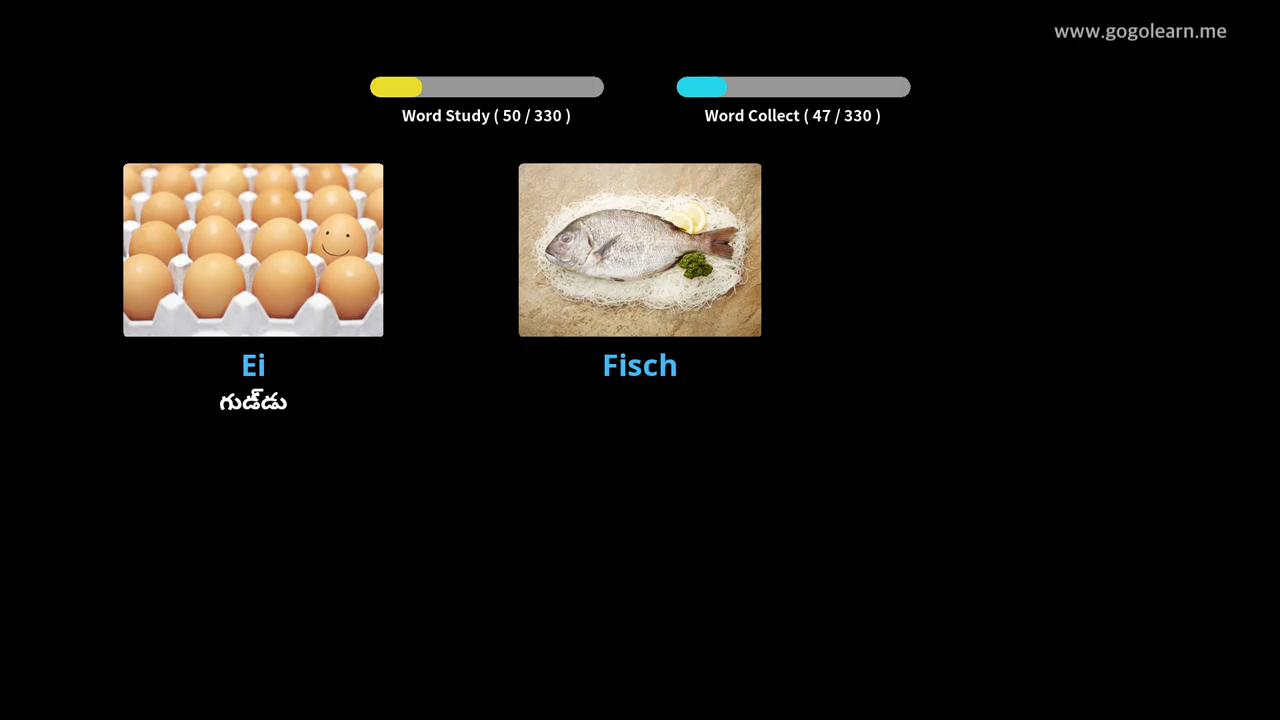 www.gogolearn.me
Word Study ( 50 / 330 )
Word Collect ( 47 / 330 )
Ei
గుడ్డు
Fisch